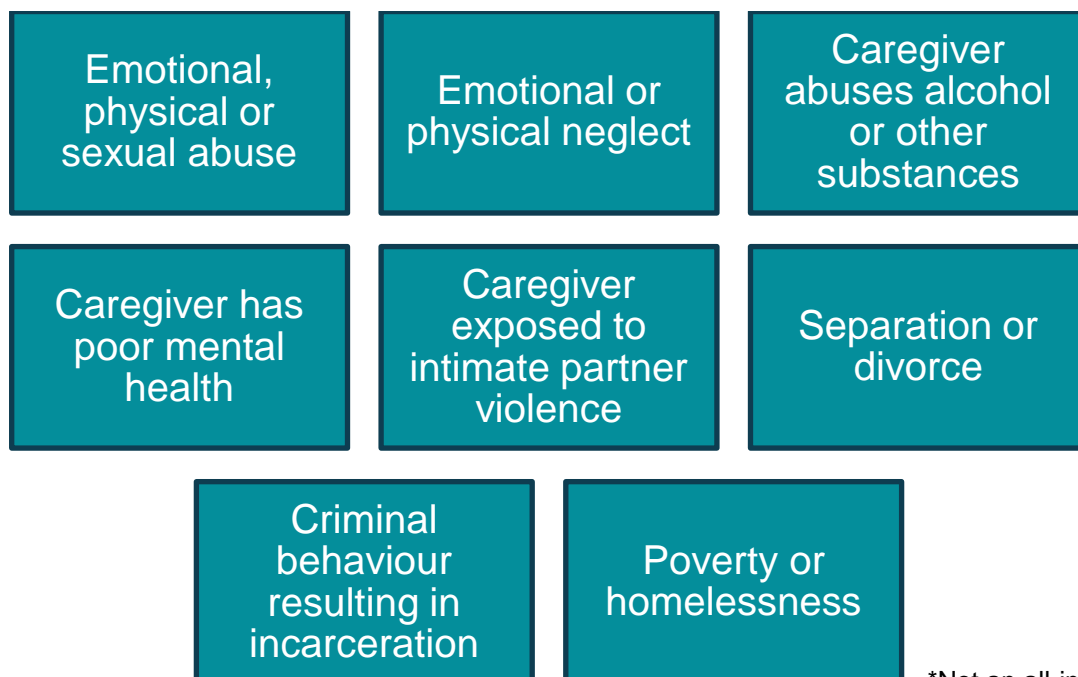 Emotional,
physical or
sexual abuse
Emotional or
physical neglect
Caregiver
abuses alcohol
or other
substances
Caregiver has
poor mental
health
Caregiver
exposed to
intimate partner
violence
Separation or
divorce
Criminal
behaviour
resulting in
incarceration
Poverty or
homelessness